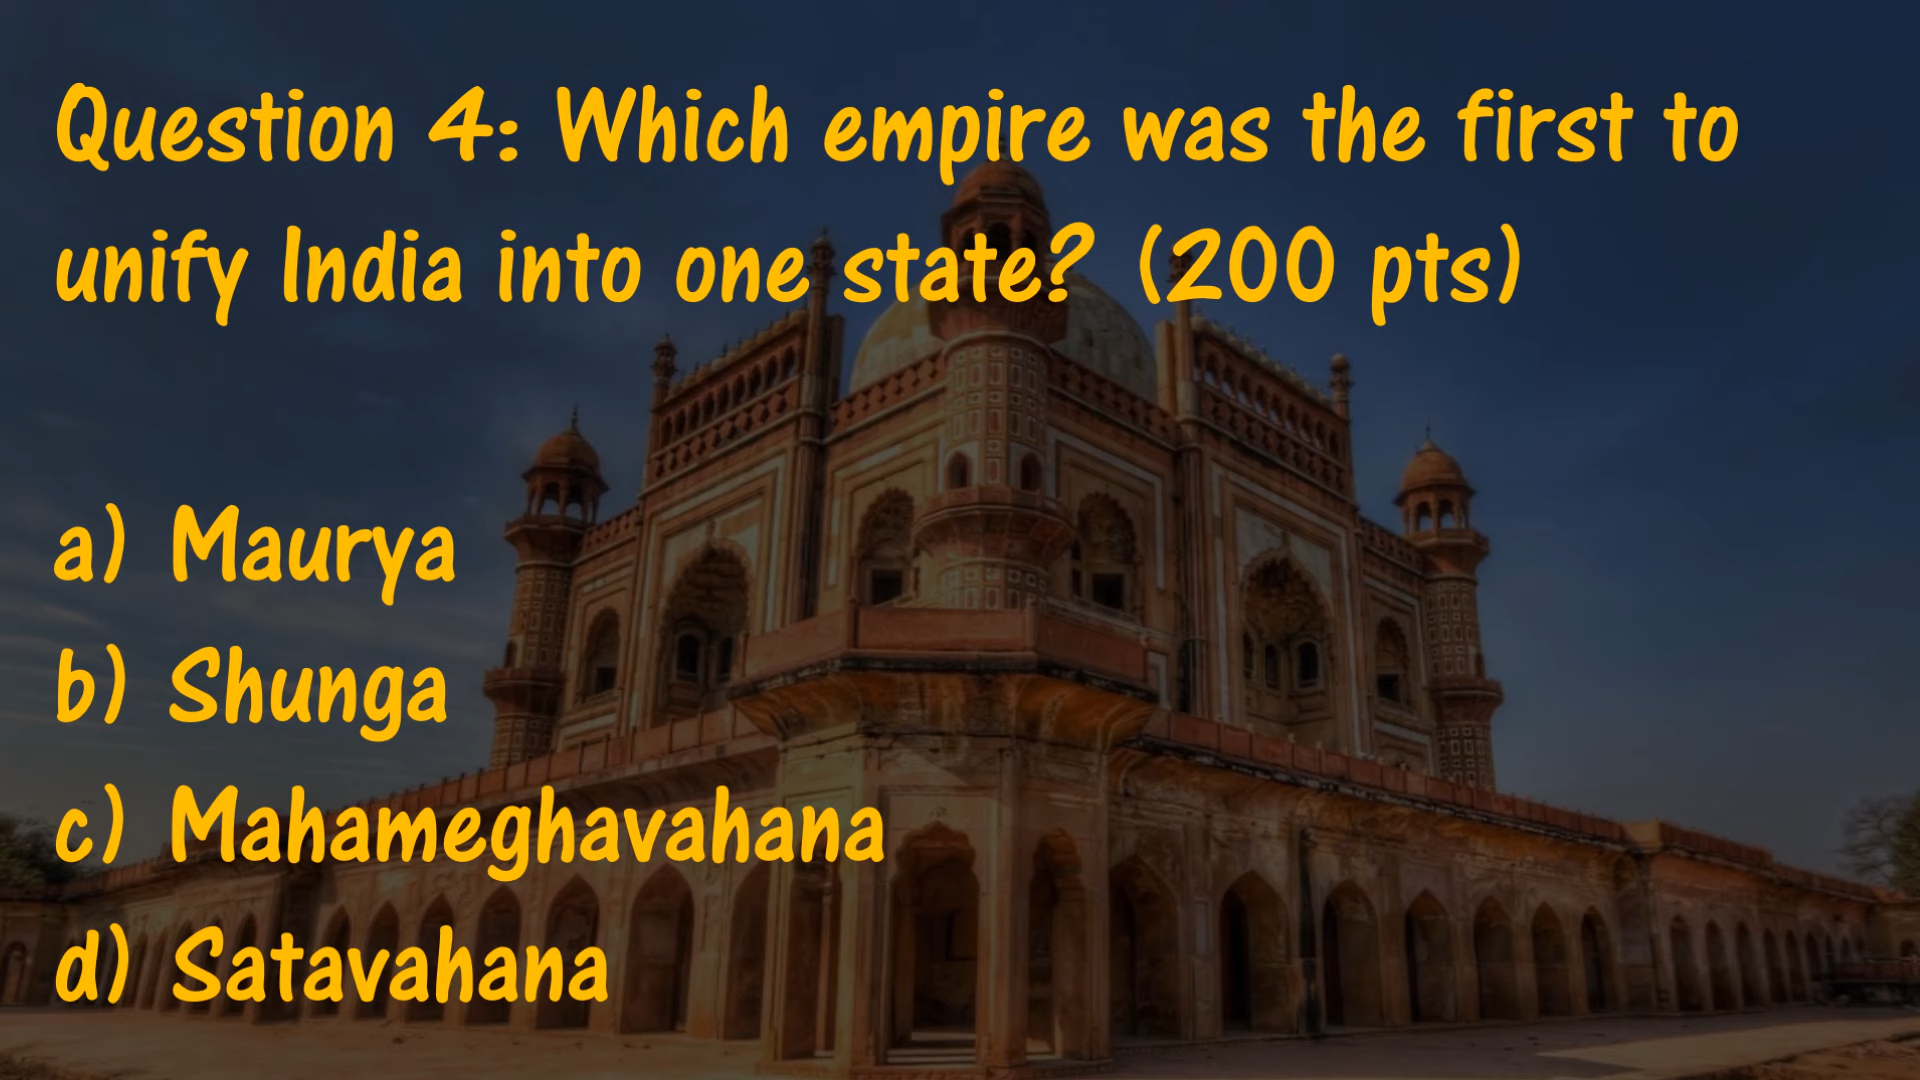 Question 4: Which empire was the first to
unify India into one state? (200 pts)
a) Maurya
b) Shunga
c) Mahameghavahana
d) Satavahana